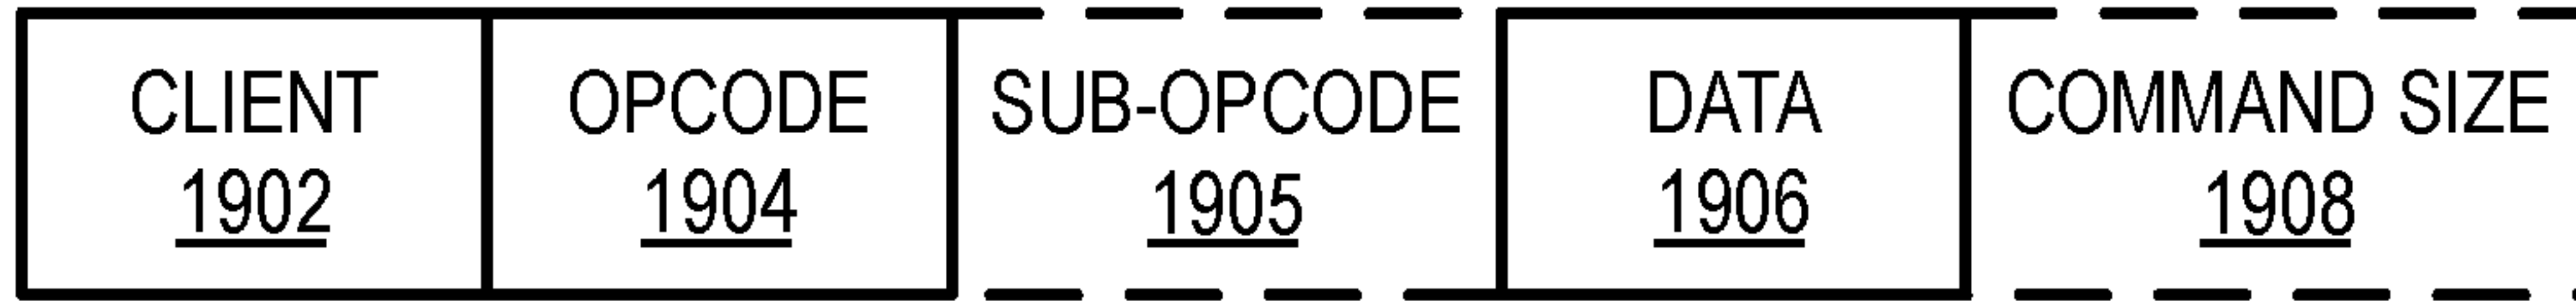 CLIENT
1902
OPCODE
1904
SUB-OPCODE
1905
DATA
1906
COMMAND SIZE
1908